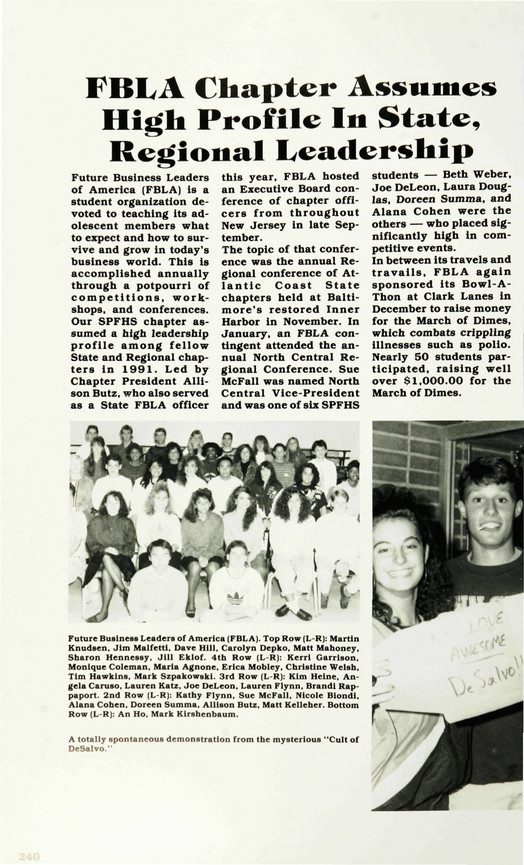 FBLA Chapter Assumes
High Profile In State,
Regional Leadership
Future Business Leaders
of America (FBLA) is a
student organization de-
voted to teaching its ad-
olescent members what
to expect and how to sur-
vive and grow in today's
business world. This is
accomplished annually
through a potpourri of
competitions, work-
shops, and conferences.
Our SPFHS chapter as-
sumed a high leadership
profile among fellow
State and Regional chap-
ters in 1991. Led by
Chapter President Alli-
son Butz, who also served
as a State FBLA officer
this year, FBLA hosted
an Executive Board con-
ference of chapter offi-
cers from throughout
New Jersey in late Sep-
tember.
The topic of that confer-
ence was the annual Re-
gional conference of At-
lantic Coast State
chapters held at Balti-
more's restored Inner
Harbor in November. In
January, an FBLA con-
tingent attended the an-
nual North Central Re-
gional Conference. Sue
McFall was named North
Central Vice-President
and was one of six SPFHS
students — Beth Weber,
Joe DeLeon, Laura Doug-
las, Doreen Summa, and
Alana Cohen were the
others — who placed sig-
nificantly high in com-
petitive events.
In between its travels and
travails, FBLA again
sponsored its Bowl-A-
Thon at Clark Lanes in
December to raise money
for the March of Dimes,
which combats crippling
illnesses such as polio.
Nearly 50 students par-
ticipated, raising well
over $1,000.00 for the
March of Dimes.
LOVE
AWESOME
DeSalvo!!
Future Business Leaders of America (FBLA). Top Row (L-R): Martin
Knudsen, Jim Malfetti, Dave Hill, Carolyn Depko, Matt Mahoney,
Sharon Hennessy, Jill Eklof. 4th Row (L-R): Kerri Garrison,
Monique Coleman, Maria Agnone, Erica Mobley, Christine Welsh,
Tim Hawkins, Mark Szpakowski. 3rd Row (L-R): Kim Heine, An-
gela Caruso, Lauren Katz, Joe DeLeon, Lauren Flynn, Brandi Rap-
paport. 2nd Row (L-R): Kathy Flynn, Sue McFall, Nicole Biondi,
Alana Cohen, Doreen Summa, Allison Butz, Matt Kelleher. Bottom
Row (L-R): An Ho, Mark Kirshenbaum.
A totally spontaneous demonstration from the mysterious "Cult of
DeSalvo."
240